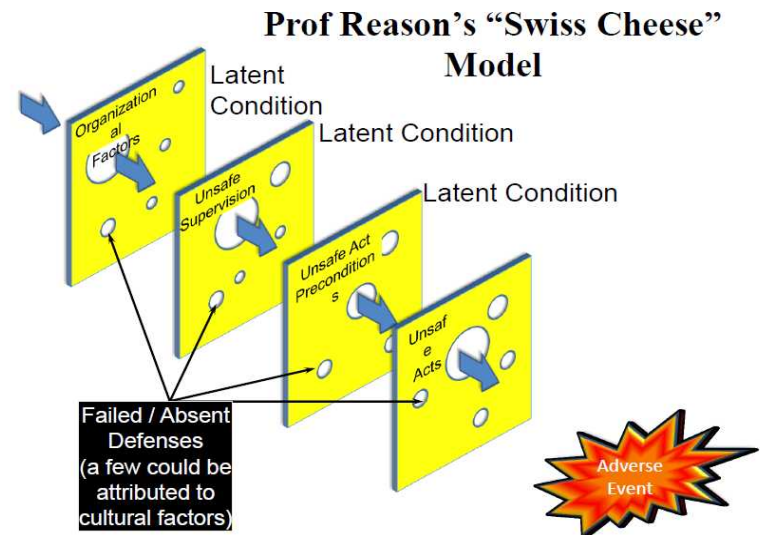 Prof Reason’s “Swiss Cheese”
Model
Latent
Condition
Organization
al
Factors
Latent Condition
Unsafe
Supervision
Latent Condition
Unsafe Act
Precondition
s
Unsaf
e
Acts
Failed / Absent
Defenses
(a few could be
attributed to
cultural factors)
Adverse
Event